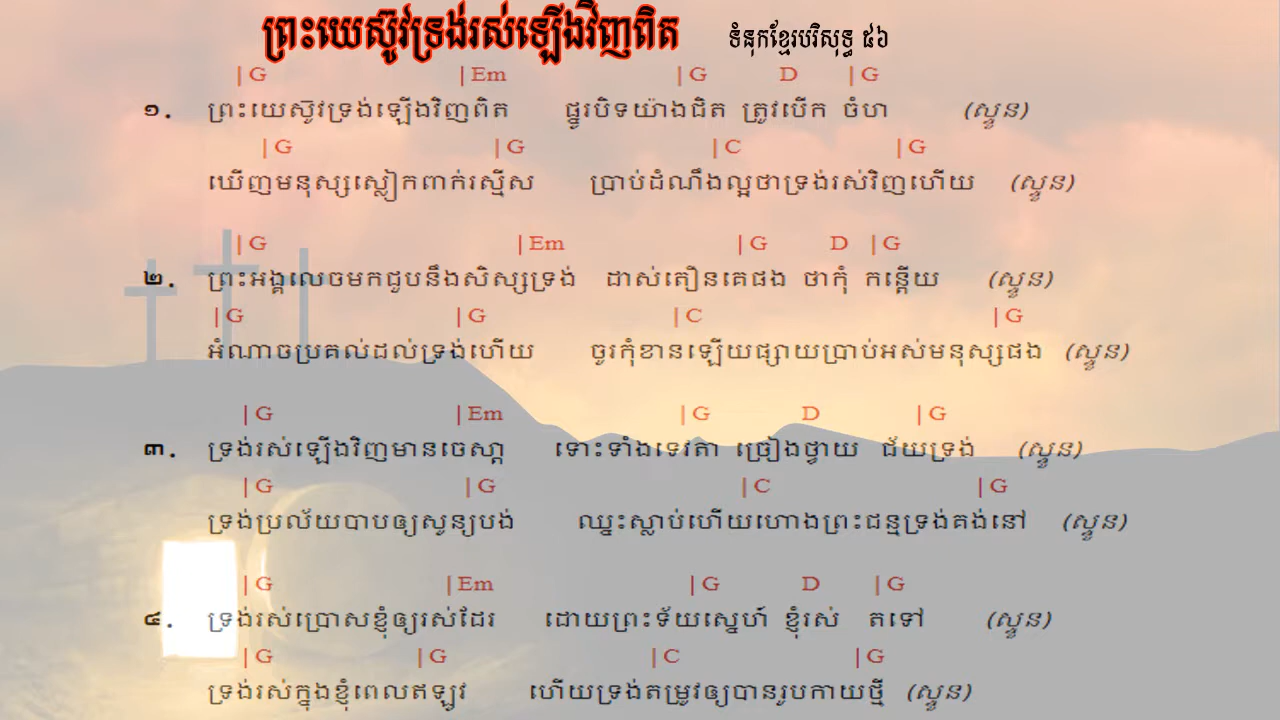 ព្រះយេស៊ូវទ្រង់រស់ឡើងវិញពិត ទំនុកខ្មែរបរិសុទ្ធ ៥៦
|G |Em |G D |G
១. ព្រះយេស៊ូវទ្រង់ឡើងវិញពិត ផ្នូរបិទយ៉ាងជិត ត្រូវបើក ចំហា (ស្ទួន)
|G |G |C |G
ឃើញមនុស្សស្លៀកពាក់រស្មីស ប្រាប់ដំណឹងល្អថាទ្រង់រស់វិញហើយ (ស្ទួន)
|G |Em |G D |G
២. ព្រះអង្គលេចមកជួបនឹងសិស្សទ្រង់ ដាស់តឿនគេផង ថាកុំ កន្តើយ (ស្ទួន)
|G |G |C |G
អំណាចប្រគល់ដល់ទ្រង់ហើយ ចូរកុំខានឡើយផ្សាយប្រាប់អស់មនុស្សផង (ស្ទួន)
|G |Em |G D |G
៣. ទ្រង់រស់ឡើងវិញមានចេស្តា ទោះទាំងទេវតា ច្រៀងថ្វាយ ជ័យទ្រង់ (ស្ទួន)
|G |G |C |G
ទ្រង់ប្រល័យបាបឲ្យសូន្យបង់ ឈ្នះស្លាប់ហើយហោងព្រះជន្មទ្រង់គង់នៅ (ស្ទួន)
|G |Em |G D |G
៤. ទ្រង់រស់ប្រោសខ្ញុំឲ្យរស់ដែរ ដោយព្រះទ័យស្នេហ៍ ខ្ញុំរស់ តទៅ (ស្ទួន)
|G |G |C |G
ទ្រង់រស់ក្នុងខ្ញុំពេលឥឡូវ ហើយទ្រង់តម្រូវឲ្យបានរូបកាយថ្មី (ស្ទួន)